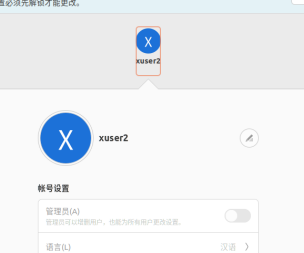 置必须先解锁才能更改。
X
xuser2
X
xuser2
帐号设置
管理员(A)
管理员可以增删用户，也能为所有用户更改设置。
语言(L)
汉语